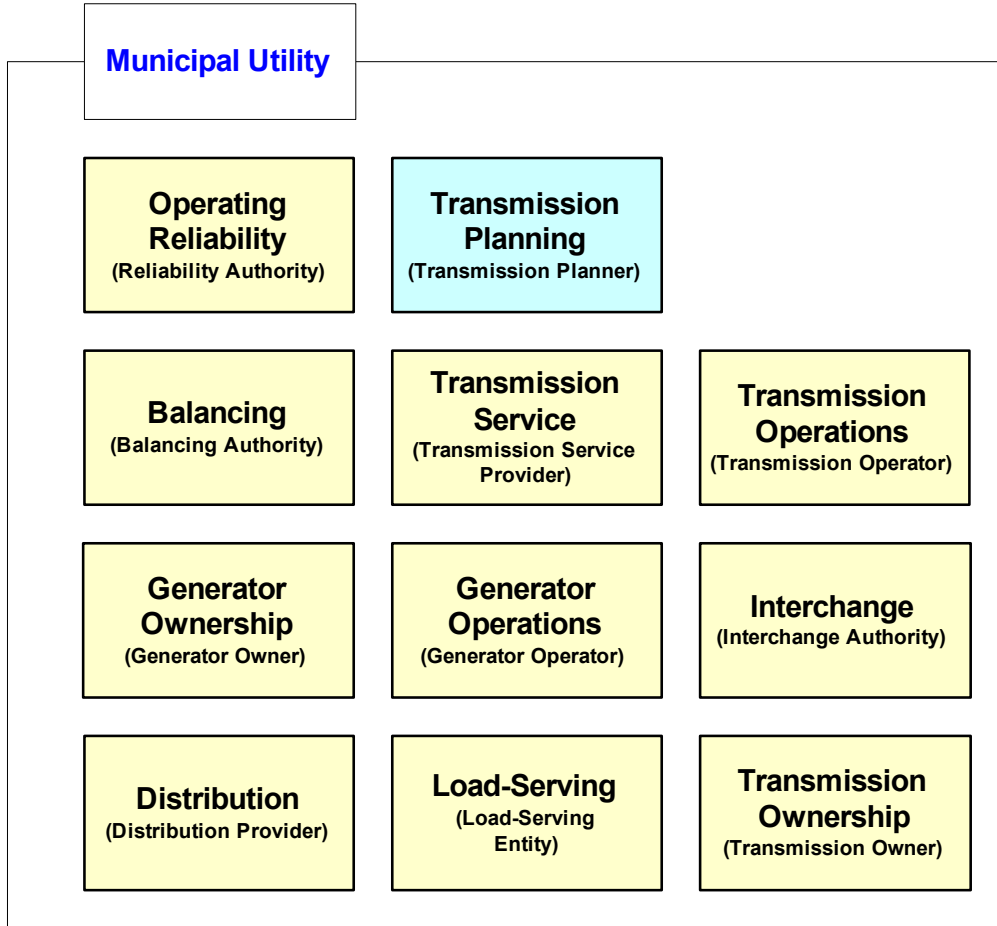 Municipal Utility
Operating
Reliability
(Reliability Authority)
Transmission
Planning
(Transmission Planner)
Balancing
(Balancing Authority)
Transmission
Service
(Transmission Service
Provider)
Transmission
Operations
(Transmission Operator)
Generator
Ownership
(Generator Owner)
Generator
Operations
(Generator Operator)
Interchange
(Interchange Authority)
Distribution
(Distribution Provider)
Load-Serving
(Load-Serving
Entity)
Transmission
Ownership
(Transmission Owner)